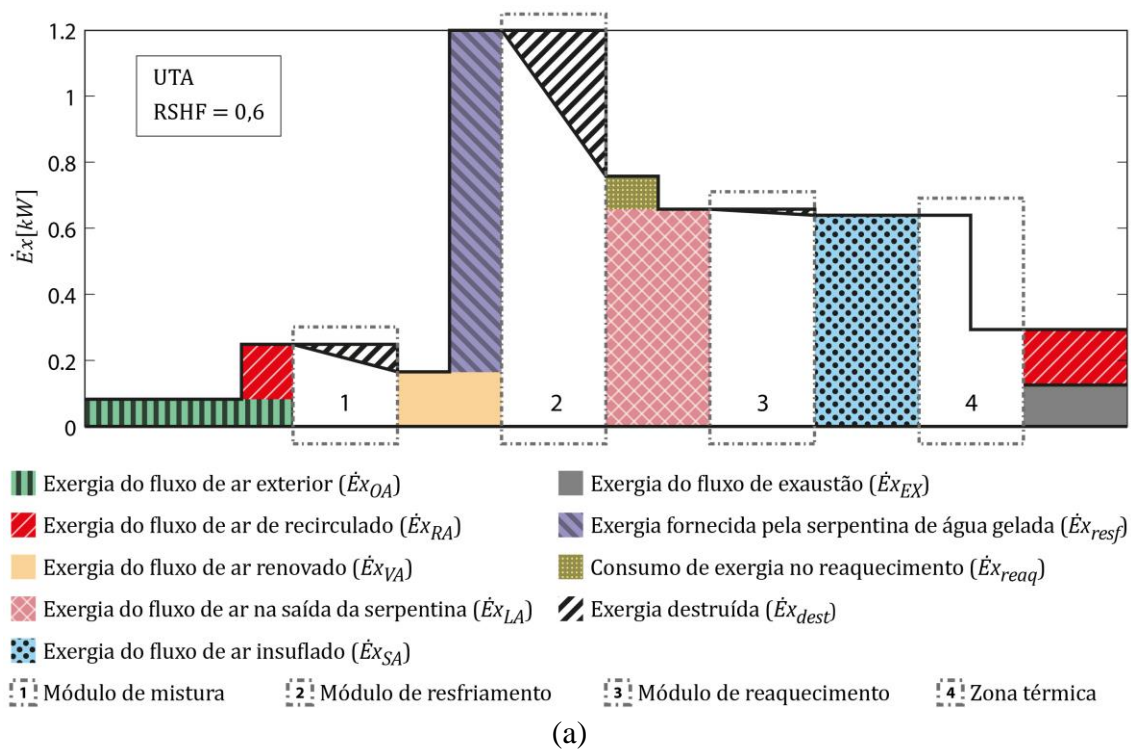 1.2
1
0.8
0.6
0.4
0.2
0
Ėx[kW]
UTA
RSHF = 0,6
1
2
3
4
Exergia do fluxo de ar exterior (Ėx_OA)
Exergia do fluxo de ar de recirculado (Ėx_RA)
Exergia do fluxo de ar renovado (Ėx_VA)
Exergia do fluxo de ar na saída da serpentina (Ėx_LA)
Exergia do fluxo de ar insuflado (Ėx_SA)
Exergia do fluxo de exaustão (Ėx_EX)
Exergia fornecida pela serpentina de água gelada (Ėx_resf)
Consumo de exergia no reaquecimento (Ėx_reaq)
Exergia destruída (Ėx_dest)
1 Módulo de mistura
2 Módulo de resfriamento
3 Módulo de reaquecimento
4 Zona térmica
(a)